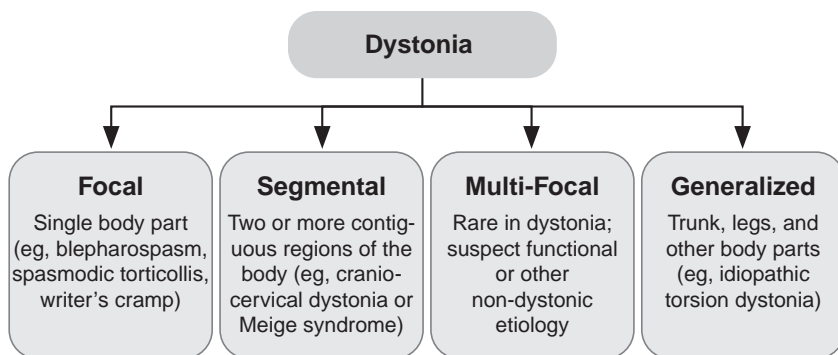 Dystonia
Focal
Single body part
(eg, blepharospasm,
spasmodic torticollis,
writer's cramp)
Segmental
Two or more contig-
uous regions of the
body (eg, cranio-
cervical dystonia or
Meige syndrome)
Multi-Focal
Rare in dystonia;
suspect functional
or other
non-dystonic
etiology
Generalized
Trunk, legs, and
other body parts
(eg, idiopathic
torsion dystonia)